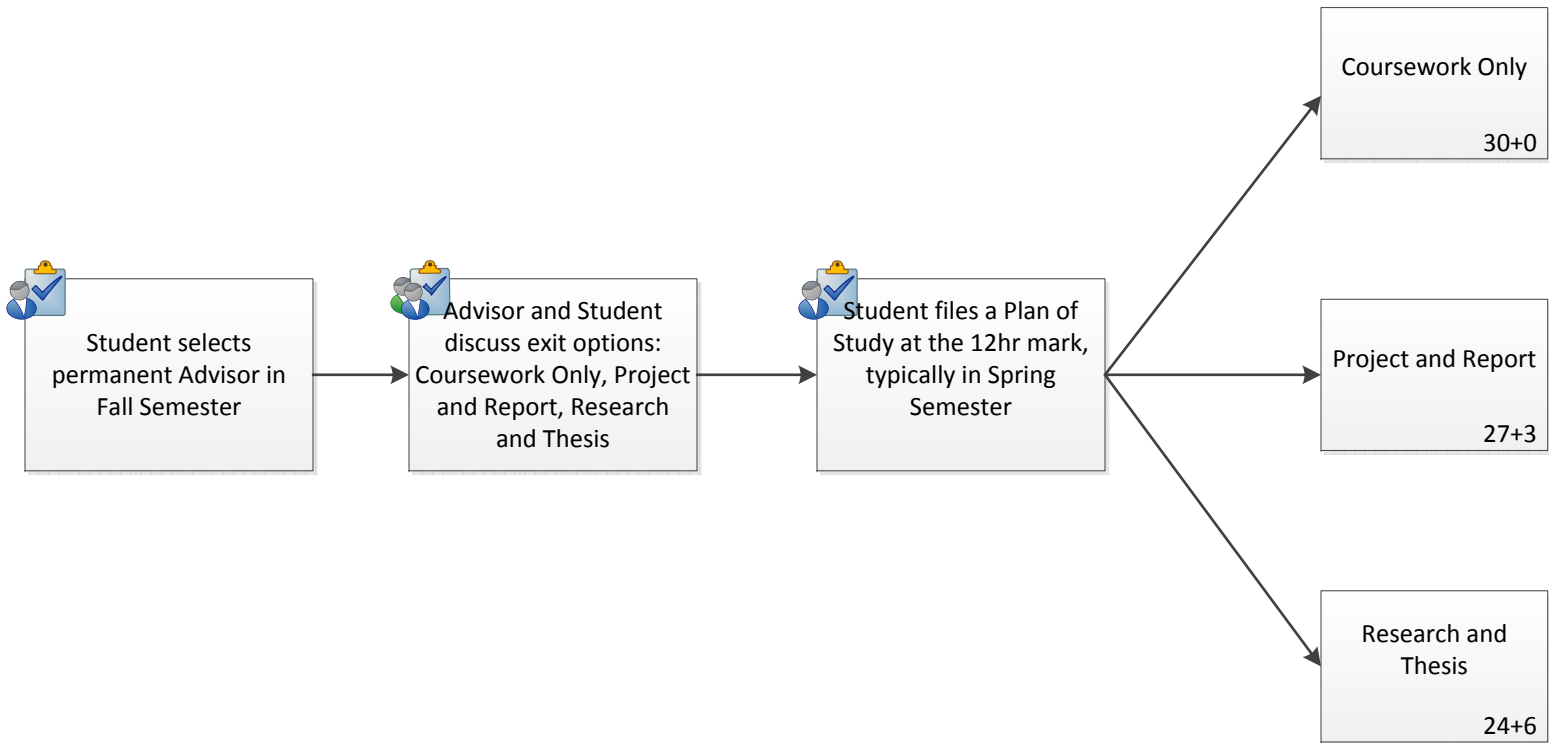 Student selects
permanent Advisor in
Fall Semester
Advisor and Student
discuss exit options:
Coursework Only, Project
and Report, Research
and Thesis
Student files a Plan of
Study at the 12hr mark,
typically in Spring
Semester
Coursework Only
30+0
Project and Report
27+3
Research and
Thesis
24+6